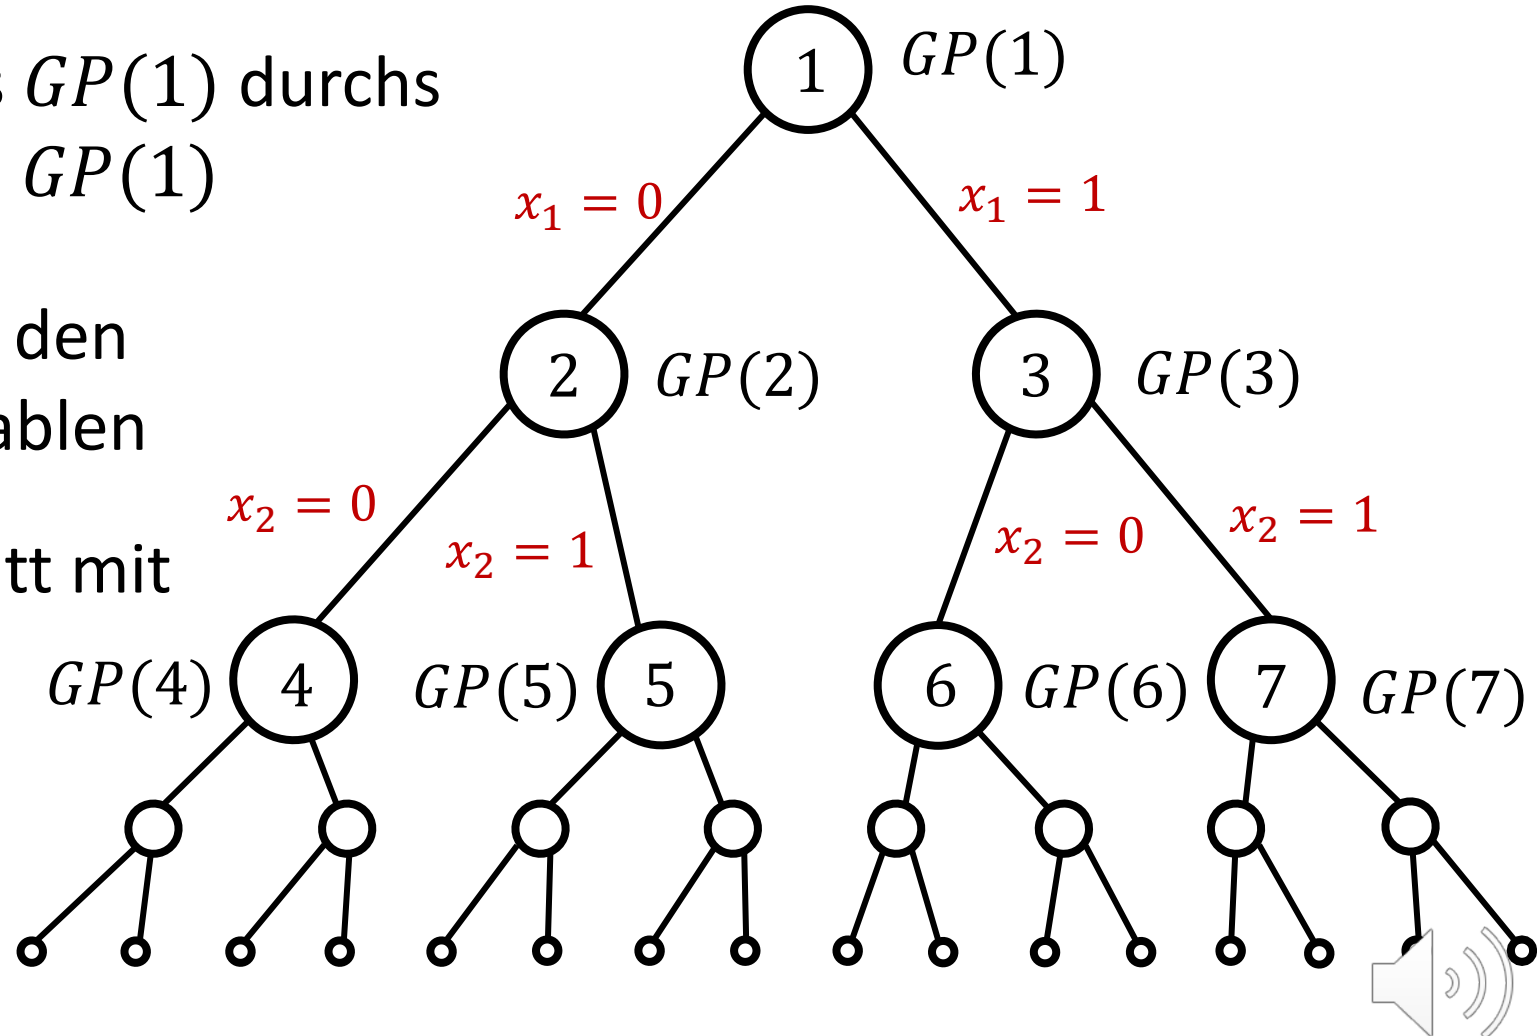 GP(1) durchs
GP(1)
den
tt mit
1 GP(1)
x₁ = 0 x₁ = 1
2 GP(2) 3 GP(3)
x₂ = 0 x₂ = 1 x₂ = 0 x₂ = 1
GP(4) 4 GP(5) 5 6 GP(6) 7 GP(7)